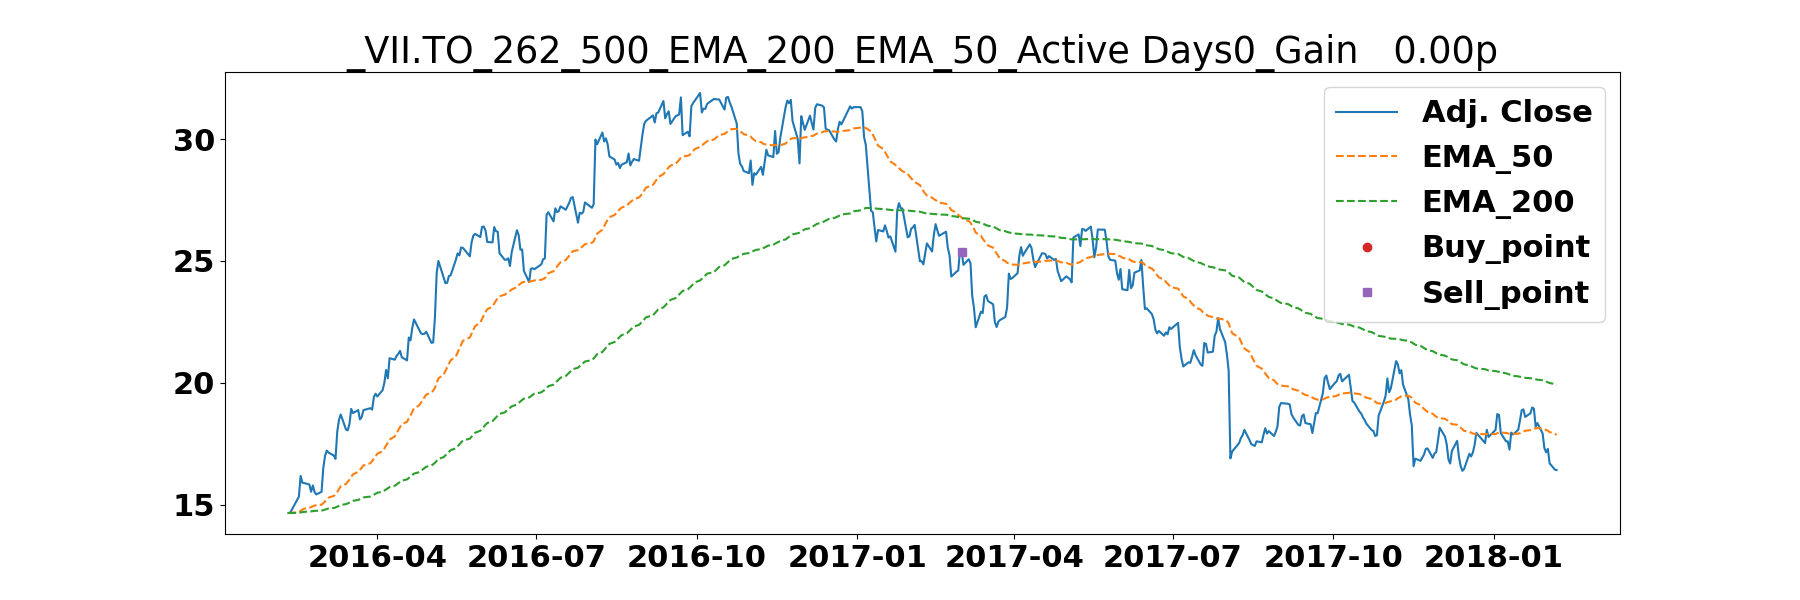 _VII.TO_262_500_EMA_200_EMA_50_Active Days0_Gain   0.00p
30
25
20
15
Adj. Close
EMA_50
EMA_200
Buy_point
Sell_point
2016-04 2016-07 2016-10 2017-01 2017-04 2017-07 2017-10 2018-01